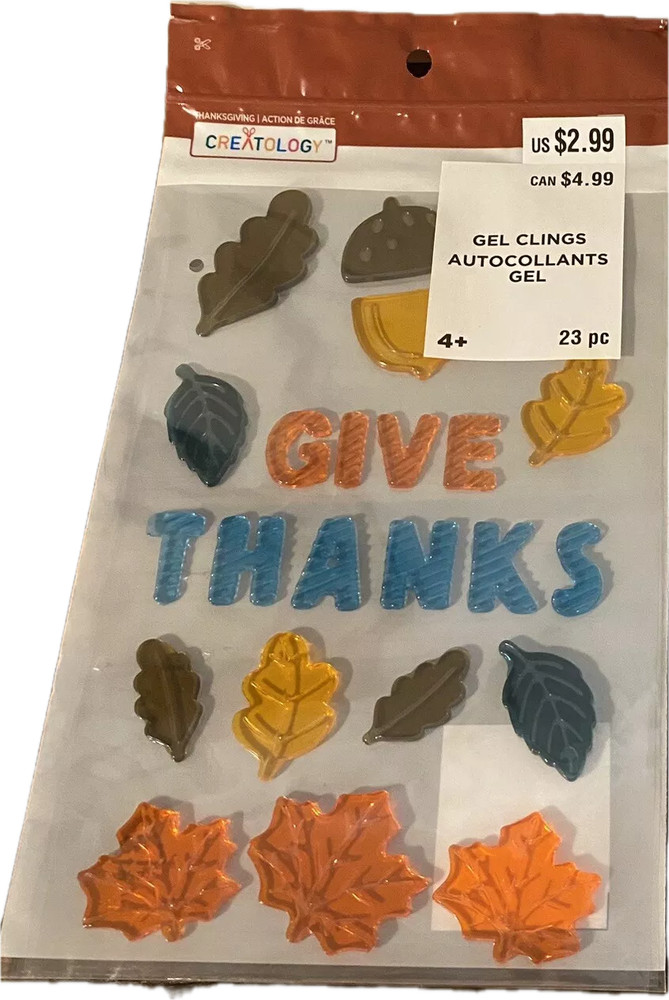 THANKSGIVING | ACTION DE GRÂCE
CREATOLOGY™
US $2.99
CAN $4.99
GEL CLINGS
AUTOCOLLANTS
GEL
4+ 23 pc
GIVE
THANKS